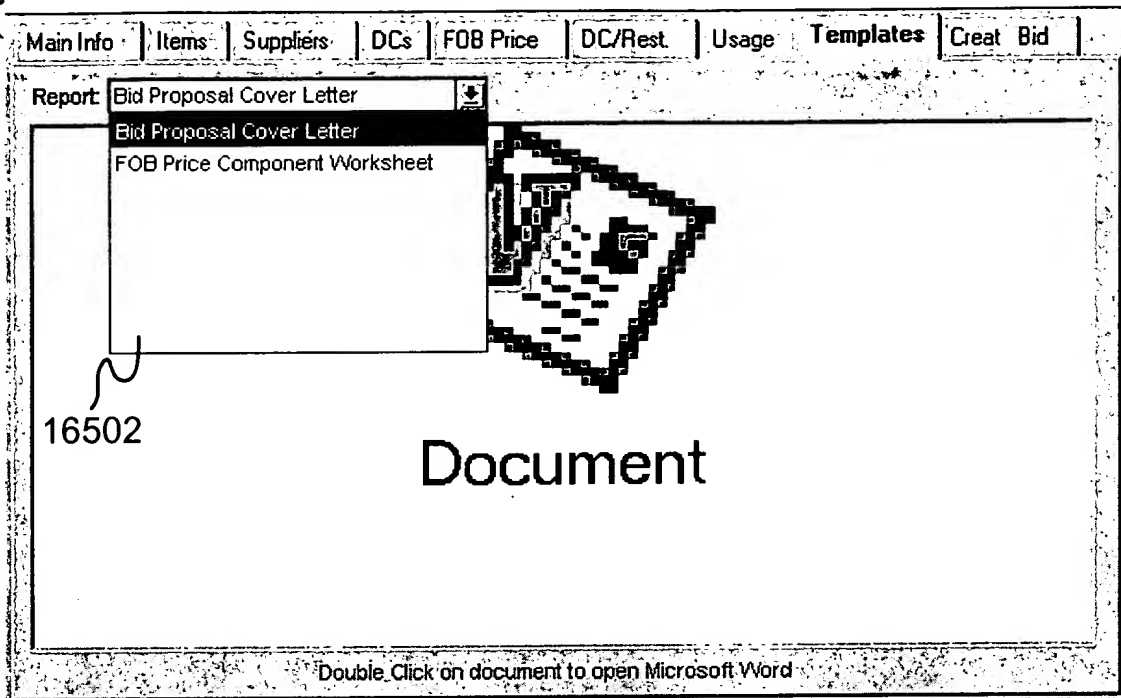 Main Info Items Suppliers DCs FOB Price DC/Rest. Usage Templates Creat Bid
Report: Bid Proposal Cover Letter
Bid Proposal Cover Letter
FOB Price Component Worksheet
16502
Document
Double Click on document to open Microsoft Word